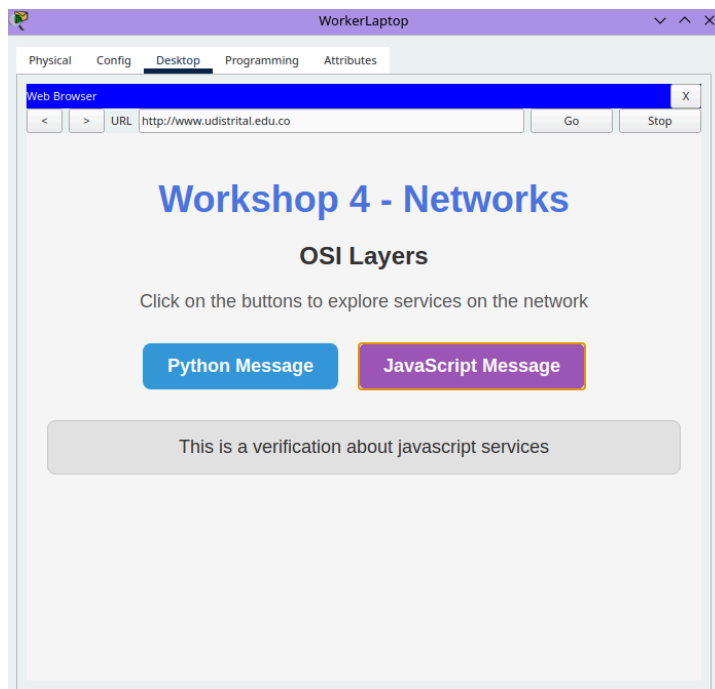 WorkerLaptop
Physical Config Desktop Programming Attributes
Web Browser X
< > URL http://www.udistrital.edu.co Go Stop
Workshop 4 - Networks
OSI Layers
Click on the buttons to explore services on the network
Python Message JavaScript Message
This is a verification about javascript services